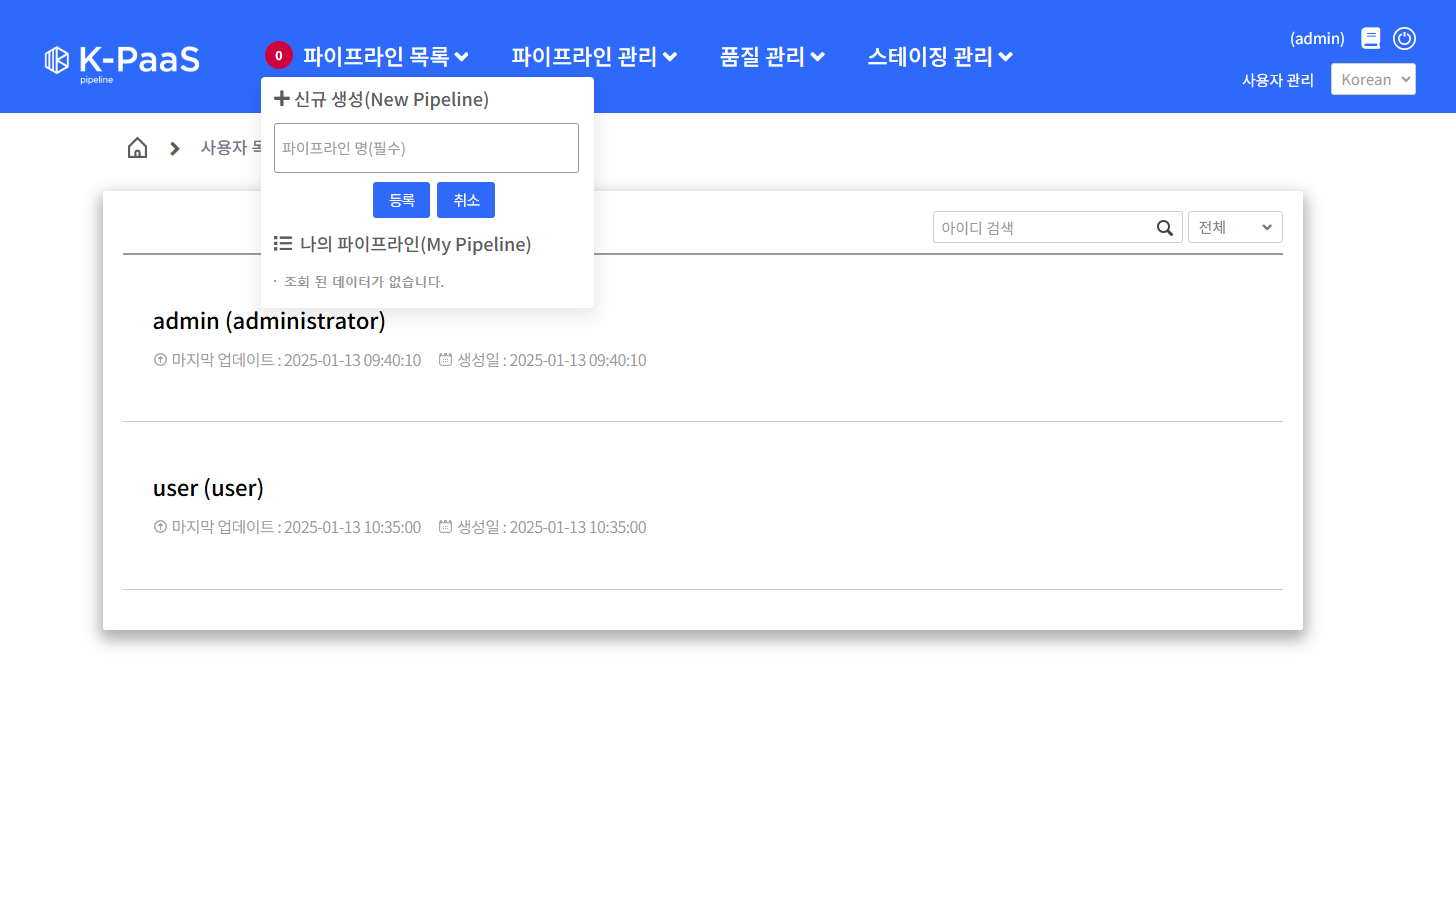 K-PaaS
pipeline
0 파이프라인 목록
파이프라인 관리
품질 관리
스테이징 관리
(admin)
사용자 관리
Korean
신규 생성(New Pipeline)
파이프라인 명(필수)
등록 취소
나의 파이프라인(My Pipeline)
· 조회 된 데이터가 없습니다.
사용자
아이디 검색
전체
admin (administrator)
마지막 업데이트 : 2025-01-13 09:40:10 생성일 : 2025-01-13 09:40:10
user (user)
마지막 업데이트 : 2025-01-13 10:35:00 생성일 : 2025-01-13 10:35:00